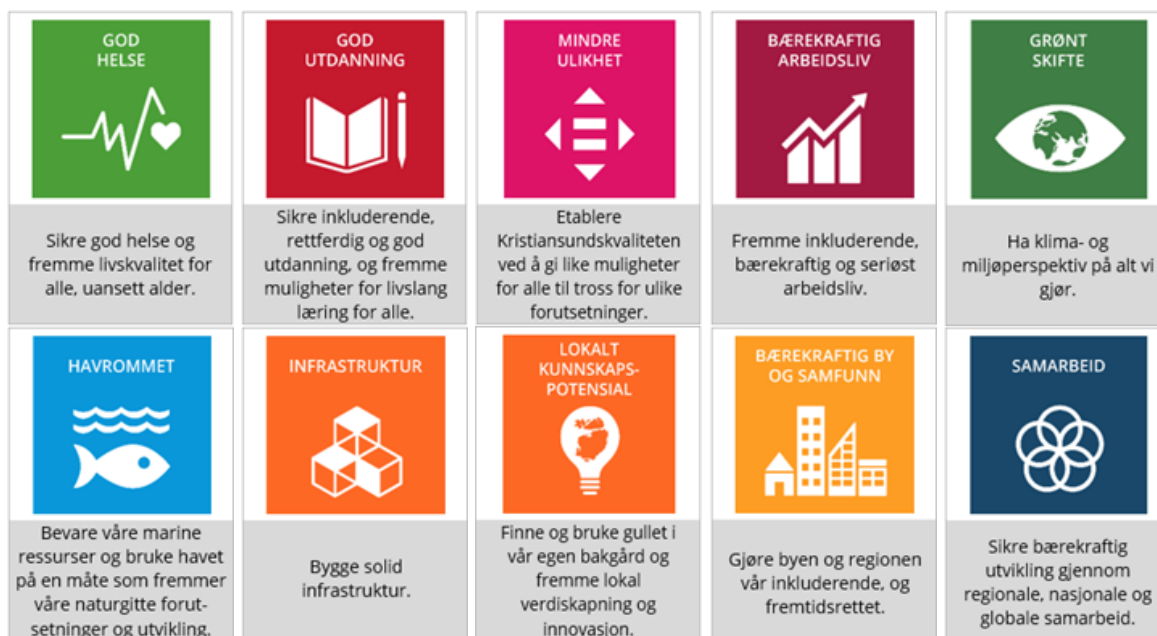 GOD
HELSE
Sikre god helse og
fremme livskvalitet for
alle, uansett alder.
GOD
UTDANNING
Sikre inkluderende,
rettferdig og god
utdanning, og fremme
muligheter for livslang
læring for alle.
MINDRE
ULIKHET
Etablere
Kristiansundskvaliteten
ved å gi like muligheter
for alle til tross for ulike
forutsetninger.
BÆREKRAFTIG
ARBEIDSLIV
Fremme inkluderende,
bærekraftig og seriøst
arbeidsliv.
GRØNT
SKIFTE
Ha klima- og
miljøperspektiv på alt vi
gjør.
HAVROMMET
Bevare våre marine
ressurser og bruke havet
på en måte som fremmer
våre naturgitte forut-
setninger og utvikling.
INFRASTRUKTUR
Bygge solid
infrastruktur.
LOKALT
KUNNSKAPS-
POTENSIAL
Finne og bruke gullet i
vår egen bakgård og
fremme lokal
verdiskapning og
innovasjon.
BÆREKRAFTIG BY
OG SAMFUNN
Gjøre byen og regionen
vår inkluderende, og
fremtidsrettet.
SAMARBEID
Sikre bærekraftig
utvikling gjennom
regionale, nasjonale og
globale samarbeid.